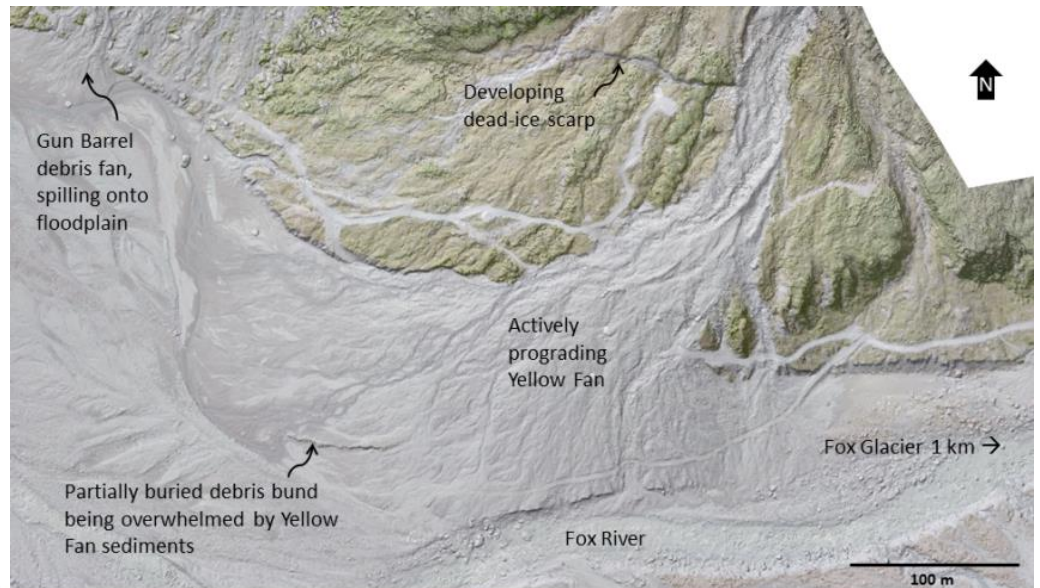 Developing
dead-ice scarp
N
Gun Barrel
debris fan,
spilling onto
floodplain
Actively
prograding
Yellow Fan
Fox Glacier 1 km →
Partially buried debris bund
being overwhelmed by Yellow
Fan sediments
Fox River
100 m